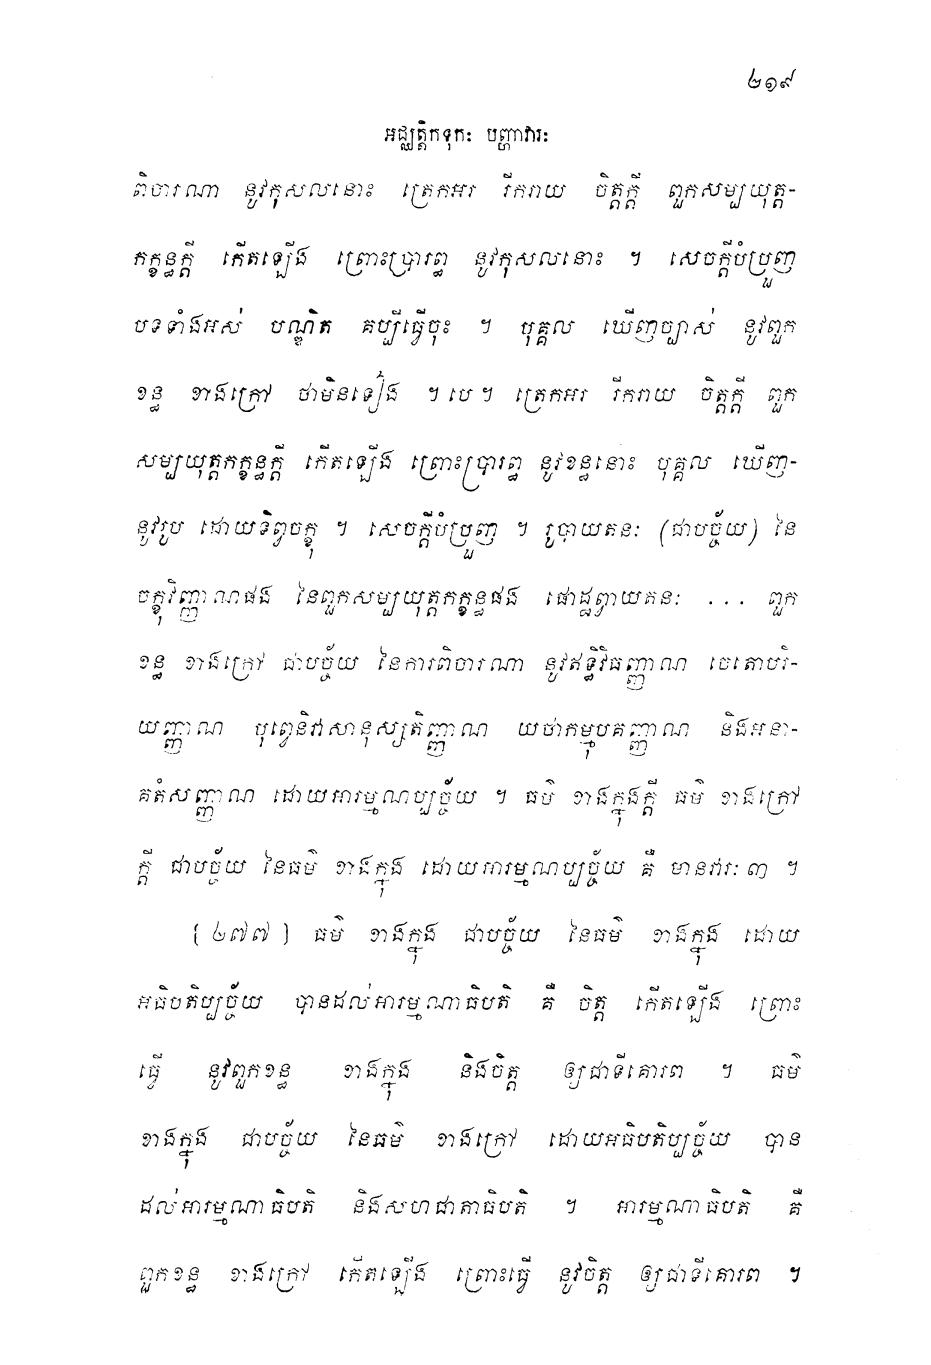 ២១៩
អជ្ឈត្តិកទុកៈ បញ្ហាវារៈ
ពិចារណា នូវកុសលនោះ ត្រេកអរ រីករាយ ចិត្តក្តី ពួកសម្បយុត្ត-
កក្ខន្ធក្តី កើតឡើង ព្រោះប្រារព្ធ នូវកុសលនោះ ។ សេចក្តីបំប្រួញ
បទទាំងអស់ បណ្ឌិត គប្បីធ្វើចុះ ។ បុគ្គល ឃើញច្បាស់ នូវពួក
ខន្ធ ខាងក្រៅ ថាមិនទៀង ។ បេ ។ ត្រេកអរ រីករាយ ចិត្តក្តី ពួក
សម្បយុត្តកក្ខន្ធក្តី កើតឡើង ព្រោះប្រារព្ធ នូវខន្ធនោះ បុគ្គល ឃើញ-
នូវរូប ដោយទិព្វចក្ខុ ។ សេចក្តីបំប្រួញ ។ រូបាយតនៈ (ជាបច្ច័យ) នៃ
ចក្ខុវិញ្ញាណផង នៃពួកសម្បយុត្តកក្ខន្ធផង ផោដ្ឋព្វាយតនៈ ... ពួក
ខន្ធ ខាងក្រៅ ជាបច្ច័យ នៃការពិចារណា នូវឥទ្ធិវិធញ្ញាណ ចេតោបរិ-
យញ្ញាណ បុព្វេនិវាសានុស្សតិញ្ញាណ យថាកម្មុបគញ្ញាណ និងអនា-
គតំសញ្ញាណ ដោយអារម្មណប្បច្ច័យ ។ ធម៌ ខាងក្នុងក្តី ធម៌ ខាងក្រៅ
ក្តី ជាបច្ច័យ នៃធម៌ ខាងក្នុង ដោយអារម្មណប្បច្ច័យ គឺ មានវារៈ ៣ ។
[ ២៧៧ ] ធម៌ ខាងក្នុង ជាបច្ច័យ នៃធម៌ ខាងក្នុង ដោយ
អធិបតិប្បច្ច័យ បានដល់អារម្មណាធិបតិ គឺ ចិត្ត កើតឡើង ព្រោះ
ធ្វើ នូវពួកខន្ធ ខាងក្នុង និងចិត្ត ឲ្យជាទីគោរព ។ ធម៌
ខាងក្នុង ជាបច្ច័យ នៃធម៌ ខាងក្រៅ ដោយអធិបតិប្បច្ច័យ បាន
ដល់អារម្មណាធិបតិ និងសហជាតាធិបតិ ។ អារម្មណាធិបតិ គឺ
ពួកខន្ធ ខាងក្រៅ កើតឡើង ព្រោះធ្វើ នូវចិត្ត ឲ្យជាទីគោរព ។